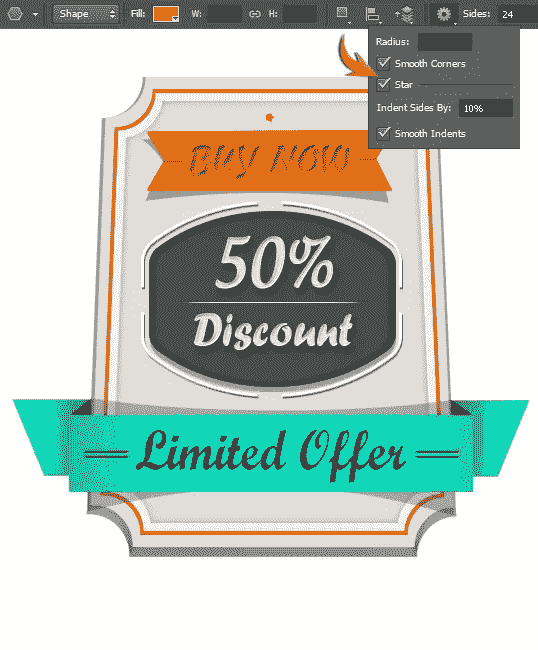 Shape Fill: W: H: Sides: 24
Radius:
Smooth Corners
Star
Indent Sides By: 10%
Smooth Indents
BUY NOW
50%
Discount
Limited Offer